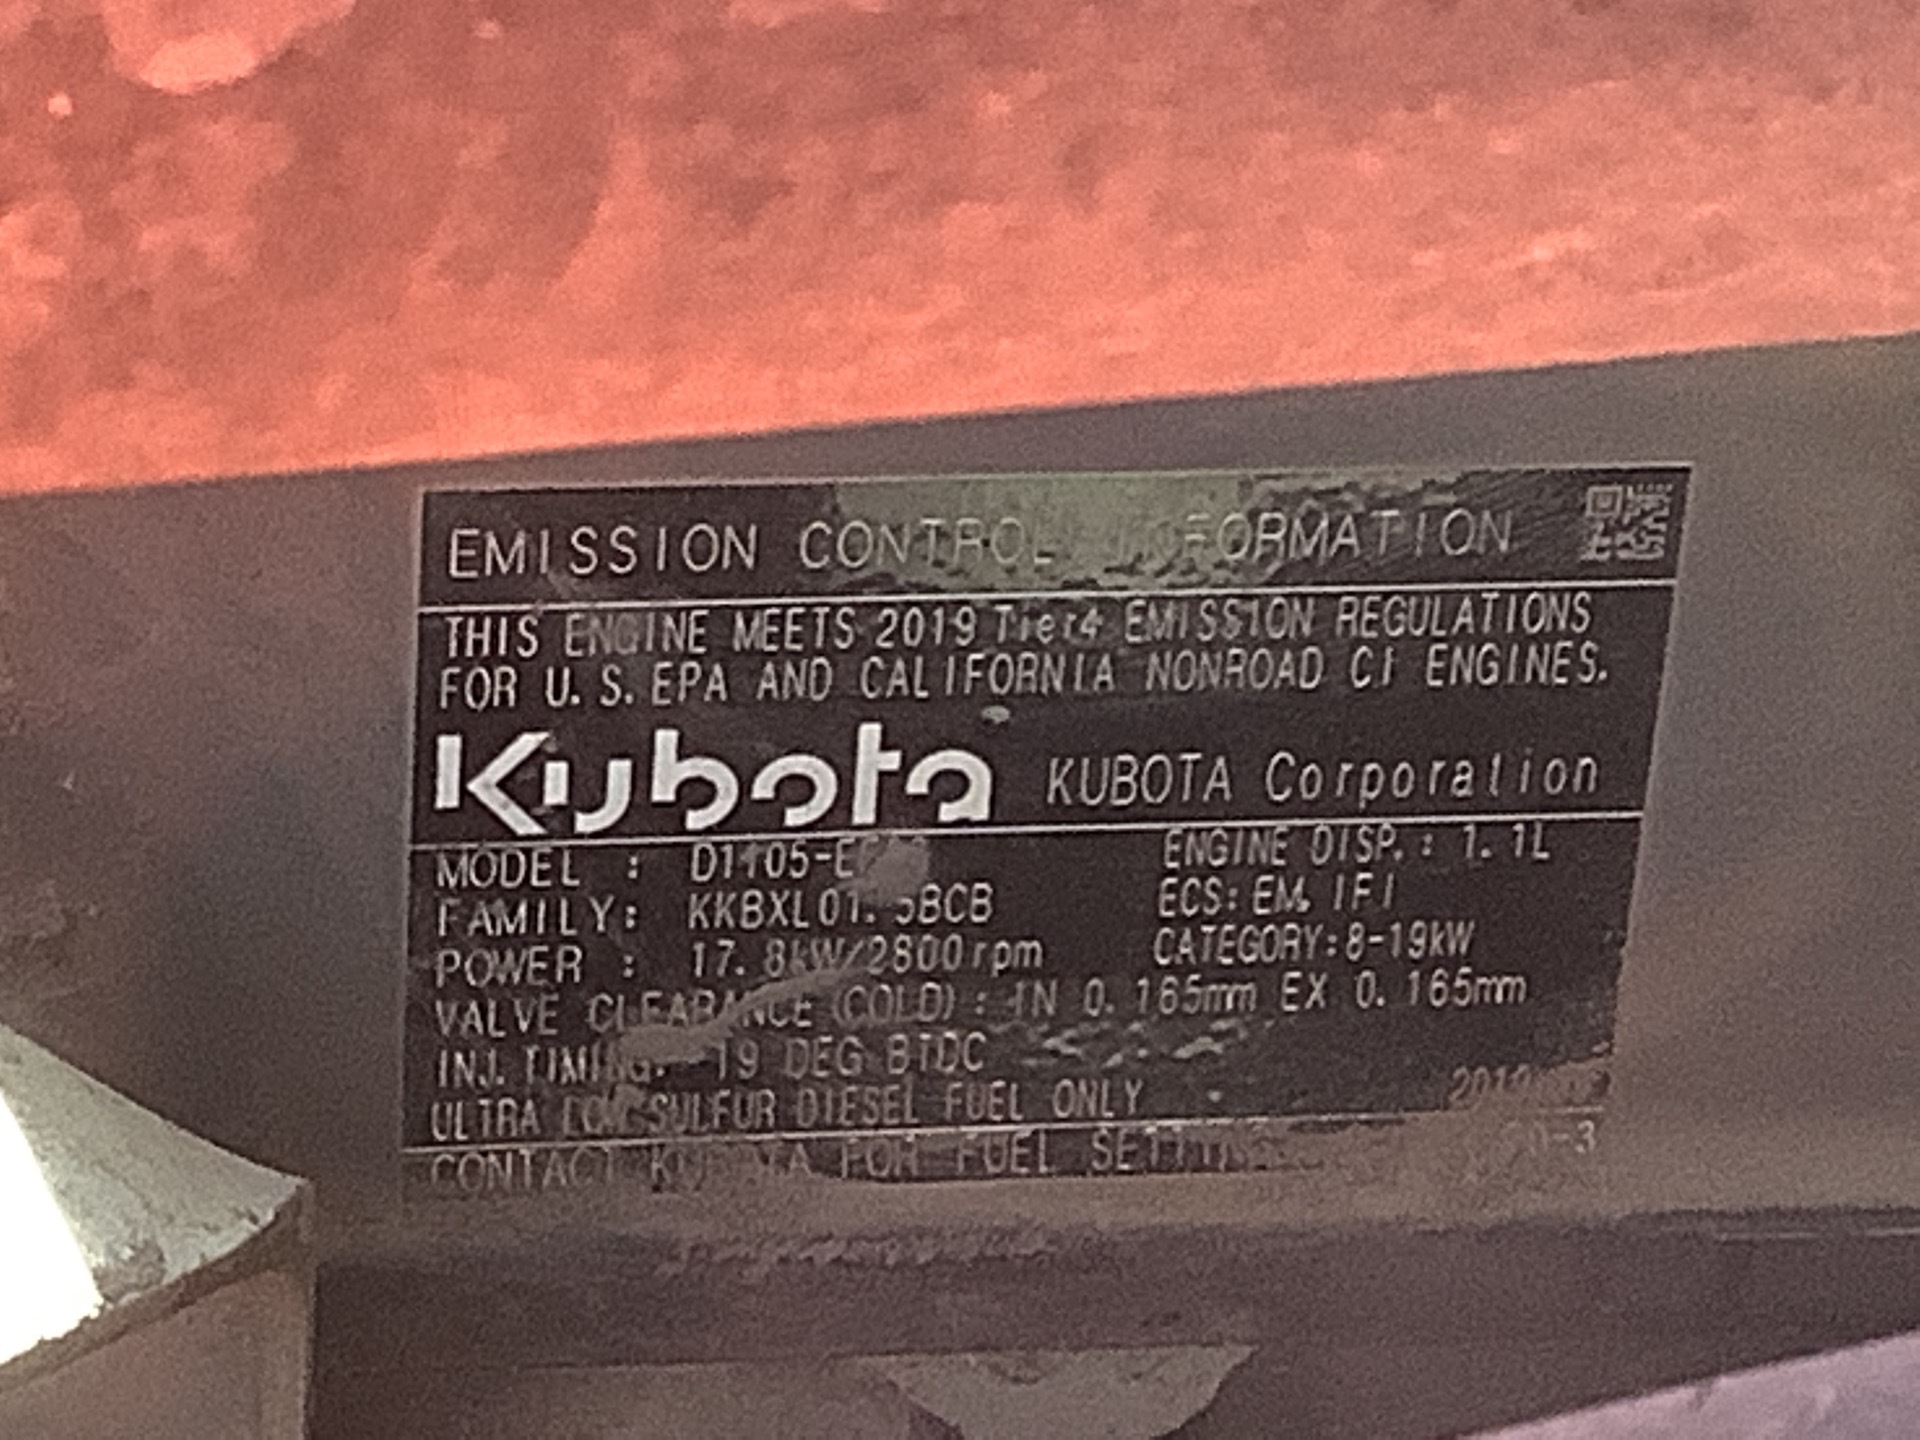 EMISSION CONTROL INFORMATION
THIS ENGINE MEETS 2019 Tier4 EMISSION REGULATIONS
FOR U.S.EPA AND CALIFORNIA NONROAD CI ENGINES.
Kubota KUBOTA Corporation
MODEL : ENGINE DISP.: 1.1L
FAMILY: ECS: EM, IFI
POWER : 17.8kW/2800rpm CATEGORY:8-19kW
VALVE CLEARANCE (COLD): IN 0.165mm EX 0.165mm
INJ. TIMING: 19 DEG BTDC
ULTRA LOW SULFUR DIESEL FUEL ONLY
CONTACT KUBOTA FOR FUEL